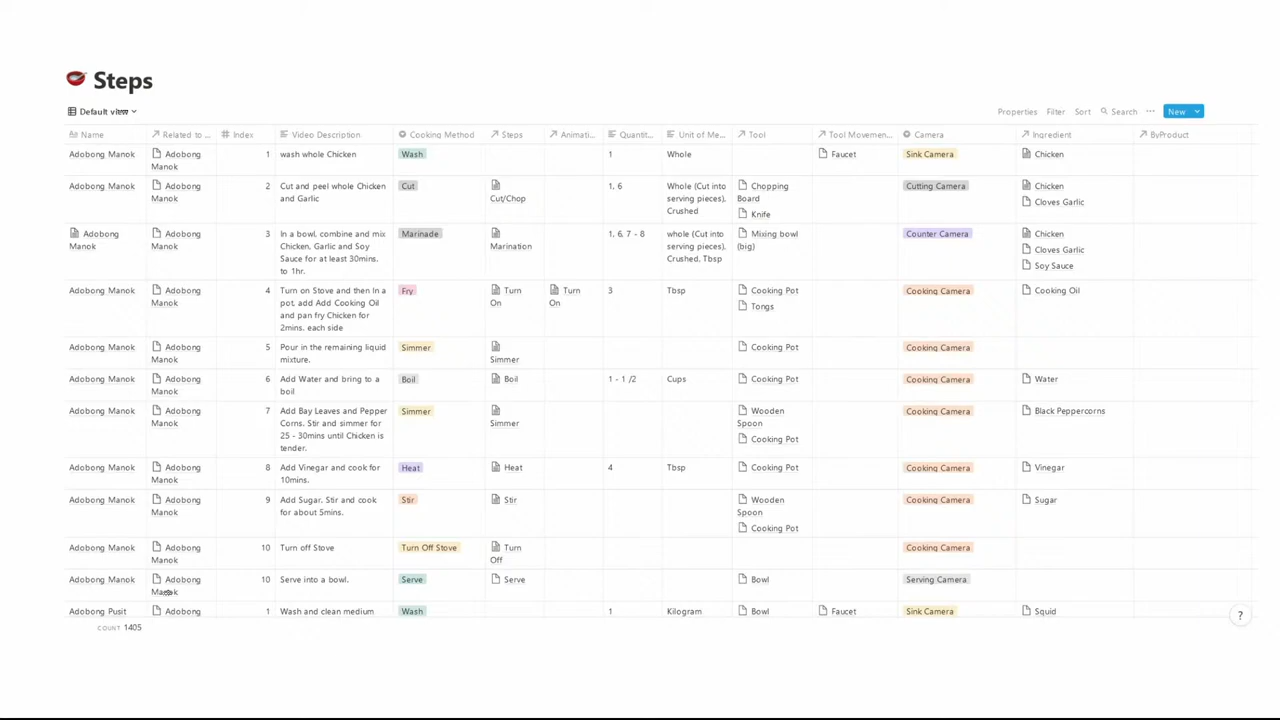 Steps
Default view
Properties Filter Sort Search ... New
Name Related to ... Index Video Description Cooking Method Steps Animati... Quantit... Unit of Me... Tool Tool Movemen... Camera Ingredient ByProduct
Adobong Manok Adobong Manok 1 wash whole Chicken Wash 1 Whole Faucet Sink Camera Chicken
Adobong Manok Adobong Manok 2 Cut and peel whole Chicken and Garlic Cut Cut/Chop 1, 6 Whole (Cut into serving pieces), Crushed Chopping Board Knife Cutting Camera Chicken Cloves Garlic
Adobong Manok Adobong Manok 3 In a bowl, combine and mix Chicken, Garlic and Soy Sauce for at least 30mins. to 1hr. Marinade Marination 1, 6, 7 - 8 whole (Cut into serving pieces), Crushed, Tbsp Mixing bowl (big) Counter Camera Chicken Cloves Garlic Soy Sauce
Adobong Manok Adobong Manok 4 Turn on Stove and then In a pot, add Add Cooking Oil and pan fry Chicken for 2mins. each side Fry Turn On Turn On 3 Tbsp Cooking Pot Tongs Cooking Camera Cooking Oil
Adobong Manok Adobong Manok 5 Pour in the remaining liquid mixture. Simmer Simmer Cooking Pot Cooking Camera
Adobong Manok Adobong Manok 6 Add Water and bring to a boil Boil Boil 1 - 1 /2 Cups Cooking Pot Cooking Camera Water
Adobong Manok Adobong Manok 7 Add Bay Leaves and Pepper Corns. Stir and simmer for 25 - 30mins until Chicken is tender. Simmer Simmer Wooden Spoon Cooking Pot Cooking Camera Black Peppercorns
Adobong Manok Adobong Manok 8 Add Vinegar and cook for 10mins. Heat Heat 4 Tbsp Cooking Pot Cooking Camera Vinegar
Adobong Manok Adobong Manok 9 Add Sugar. Stir and cook for about 5mins. Stir Stir Wooden Spoon Cooking Pot Cooking Camera Sugar
Adobong Manok Adobong Manok 10 Turn off Stove Turn Off Stove Turn Off Cooking Camera
Adobong Manok Adobong Manok 10 Serve into a bowl. Serve Serve Bowl Serving Camera
Adobong Pusit Adobong 1 Wash and clean medium Wash 1 Kilogram Bowl Faucet Sink Camera Squid
COUNT 1405
?